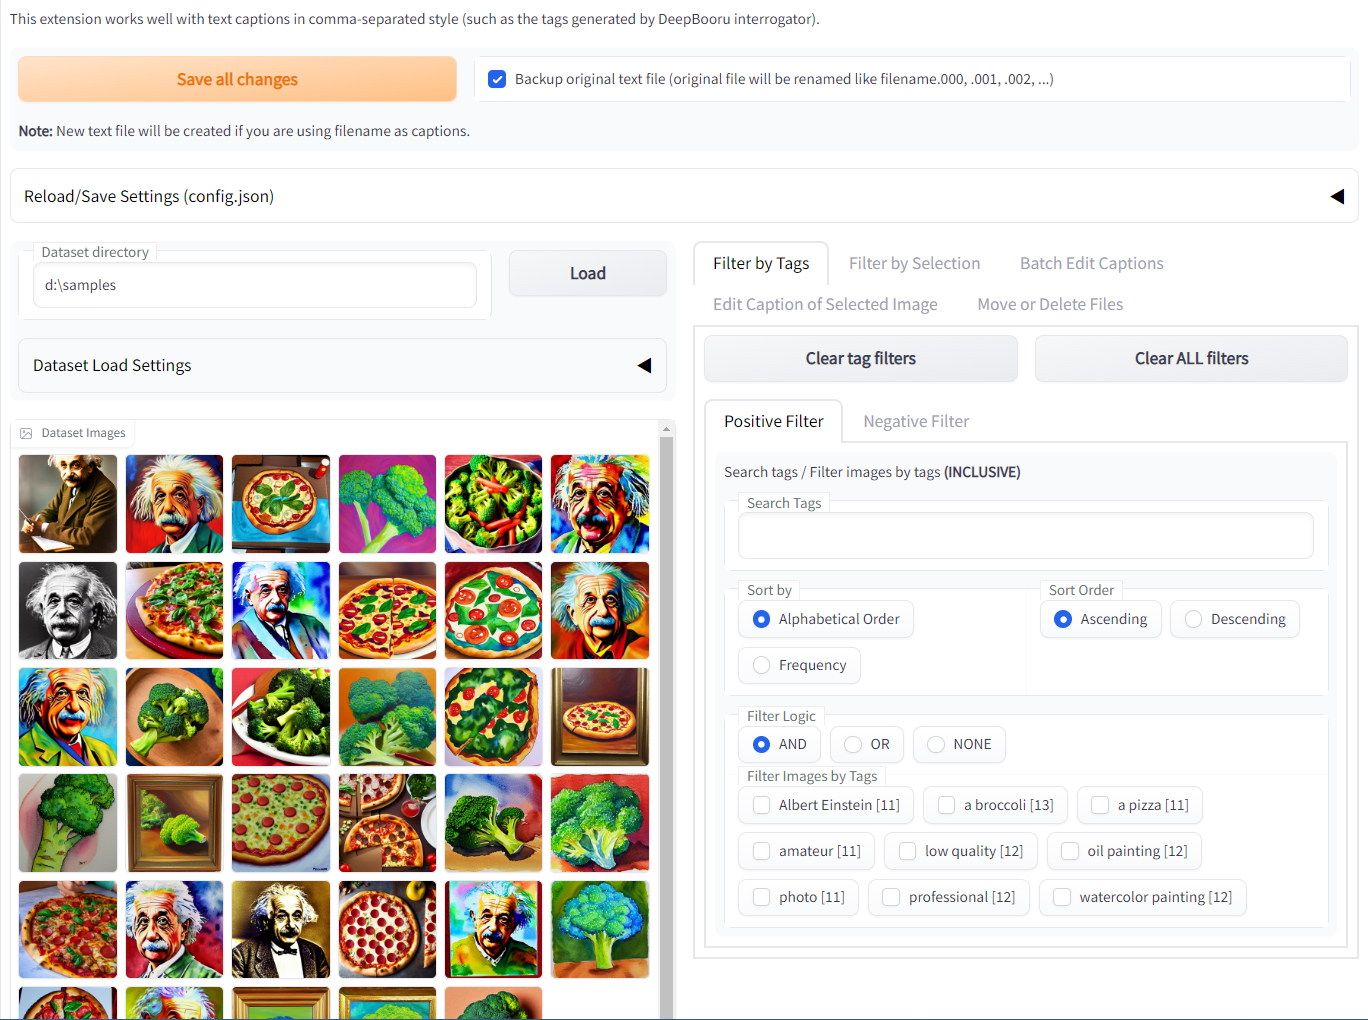 This extension works well with text captions in comma-separated style (such as the tags generated by DeepBooru interrogator).
Save all changes
Backup original text file (original file will be renamed like filename.000, .001, .002, ...)
Note: New text file will be created if you are using filename as captions.
Reload/Save Settings (config.json)
Dataset directory
d:\samples
Load
Dataset Load Settings
Dataset Images
Filter by Tags
Filter by Selection
Batch Edit Captions
Edit Caption of Selected Image
Move or Delete Files
Clear tag filters
Clear ALL filters
Positive Filter
Negative Filter
Search tags / Filter images by tags (INCLUSIVE)
Search Tags
Sort by
Alphabetical Order
Frequency
Sort Order
Ascending
Descending
Filter Logic
AND
OR
NONE
Filter Images by Tags
Albert Einstein [11]
a broccoli [13]
a pizza [11]
amateur [11]
low quality [12]
oil painting [12]
photo [11]
professional [12]
watercolor painting [12]